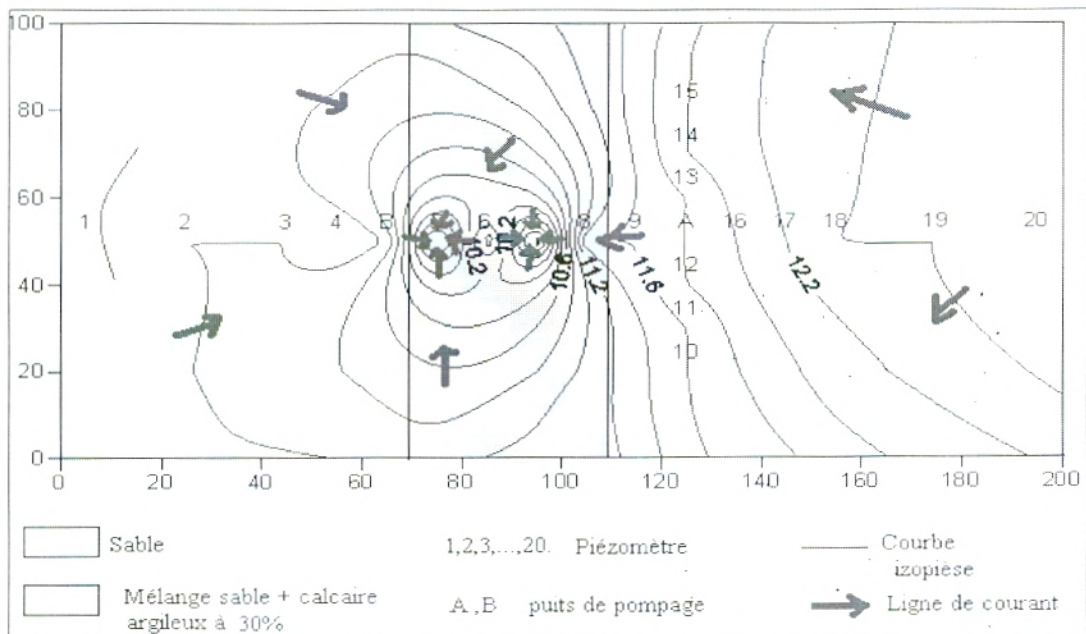 100
80
60
40
20
0
0 20 40 60 80 100 120 140 160 180 200
15
14
13
1 2 3 4 B 6 8 9 A 16 17 18 19 20
12
11
10
10.2
10.2
10.6
11.2
11.6
12.2
Sable
1,2,3,...,20. Piézomètre
Courbe
izopièse
Mélange sable + calcaire
argileux à 30%
A,B puits de pompage
Ligne de courant